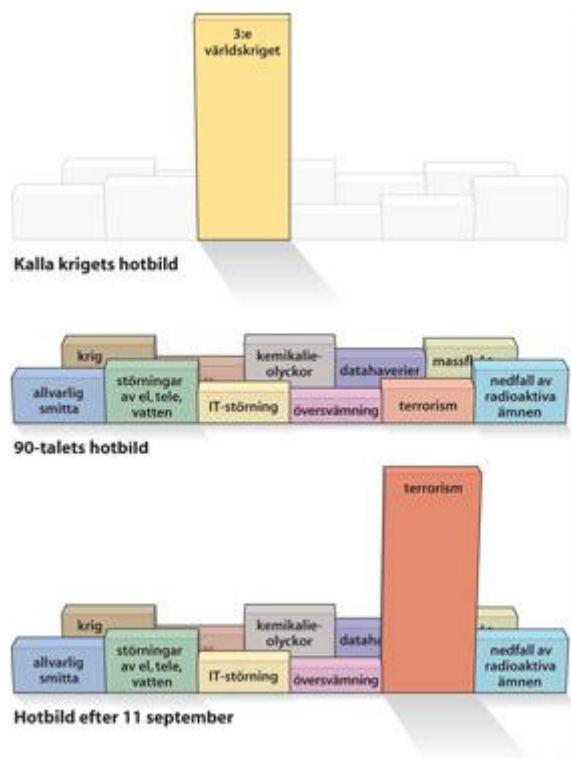 3:e
världskriget
Kalla krigets hotbild
krig
kemikalie-
olyckor
datahaverier
allvarlig
smitta
störningar
av el, tele,
vatten
IT-störning
översvämning
terrorism
nedfall av
radioaktiva
ämnen
90-talets hotbild
terrorism
krig
kemikalie-
olyckor
allvarlig
smitta
störningar
av el, tele,
vatten
IT-störning
översvämning
nedfall av
radioaktiva
ämnen
Hotbild efter 11 september